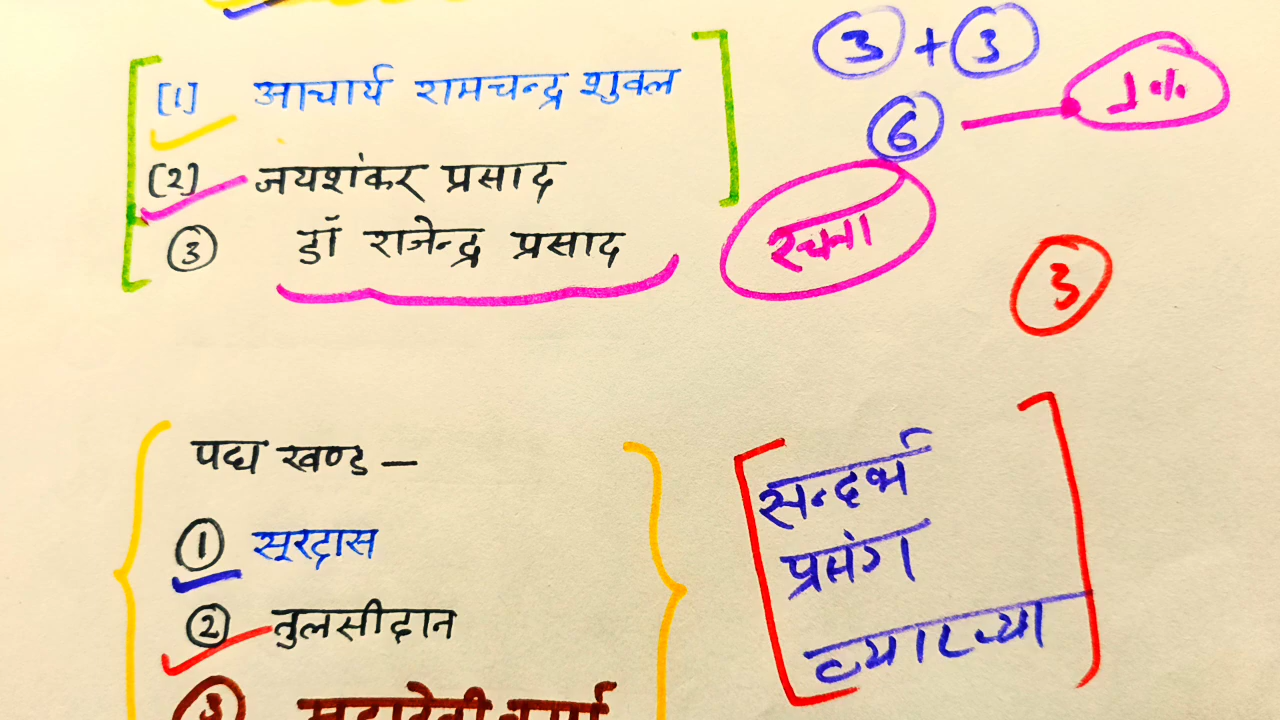 [1] आचार्य रामचन्द्र शुक्ल
[2] जयशंकर प्रसाद
3 डॉ राजेन्द्र प्रसाद
3 + 3
6
1%
रचना
3
पद्य खण्ड –
1 सूरदास
2 तुलसीदान
3
सन्दर्भ
प्रसंग
व्याख्या